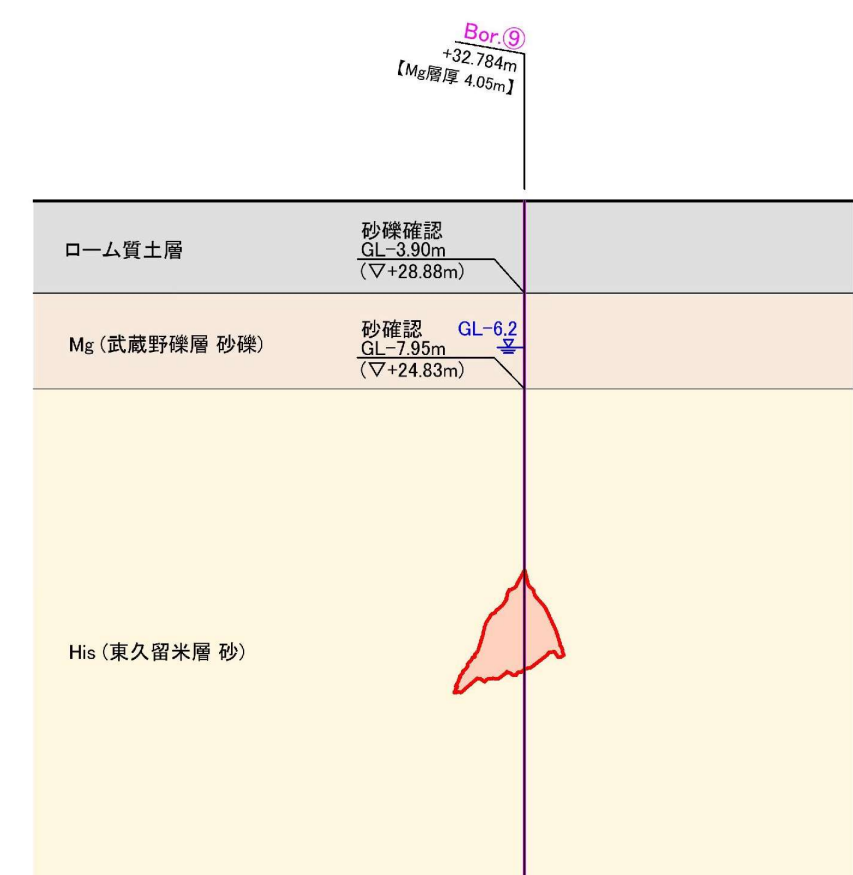 Bor.⑨
+32.784m
【Mg層厚 4.05m】
砂礫確認
GL-3.90m
(▽+28.88m)
ローム質土層
砂確認
GL-7.95m
(▽+24.83m)
GL-6.2
Mg (武蔵野礫層 砂礫)
His (東久留米層 砂)